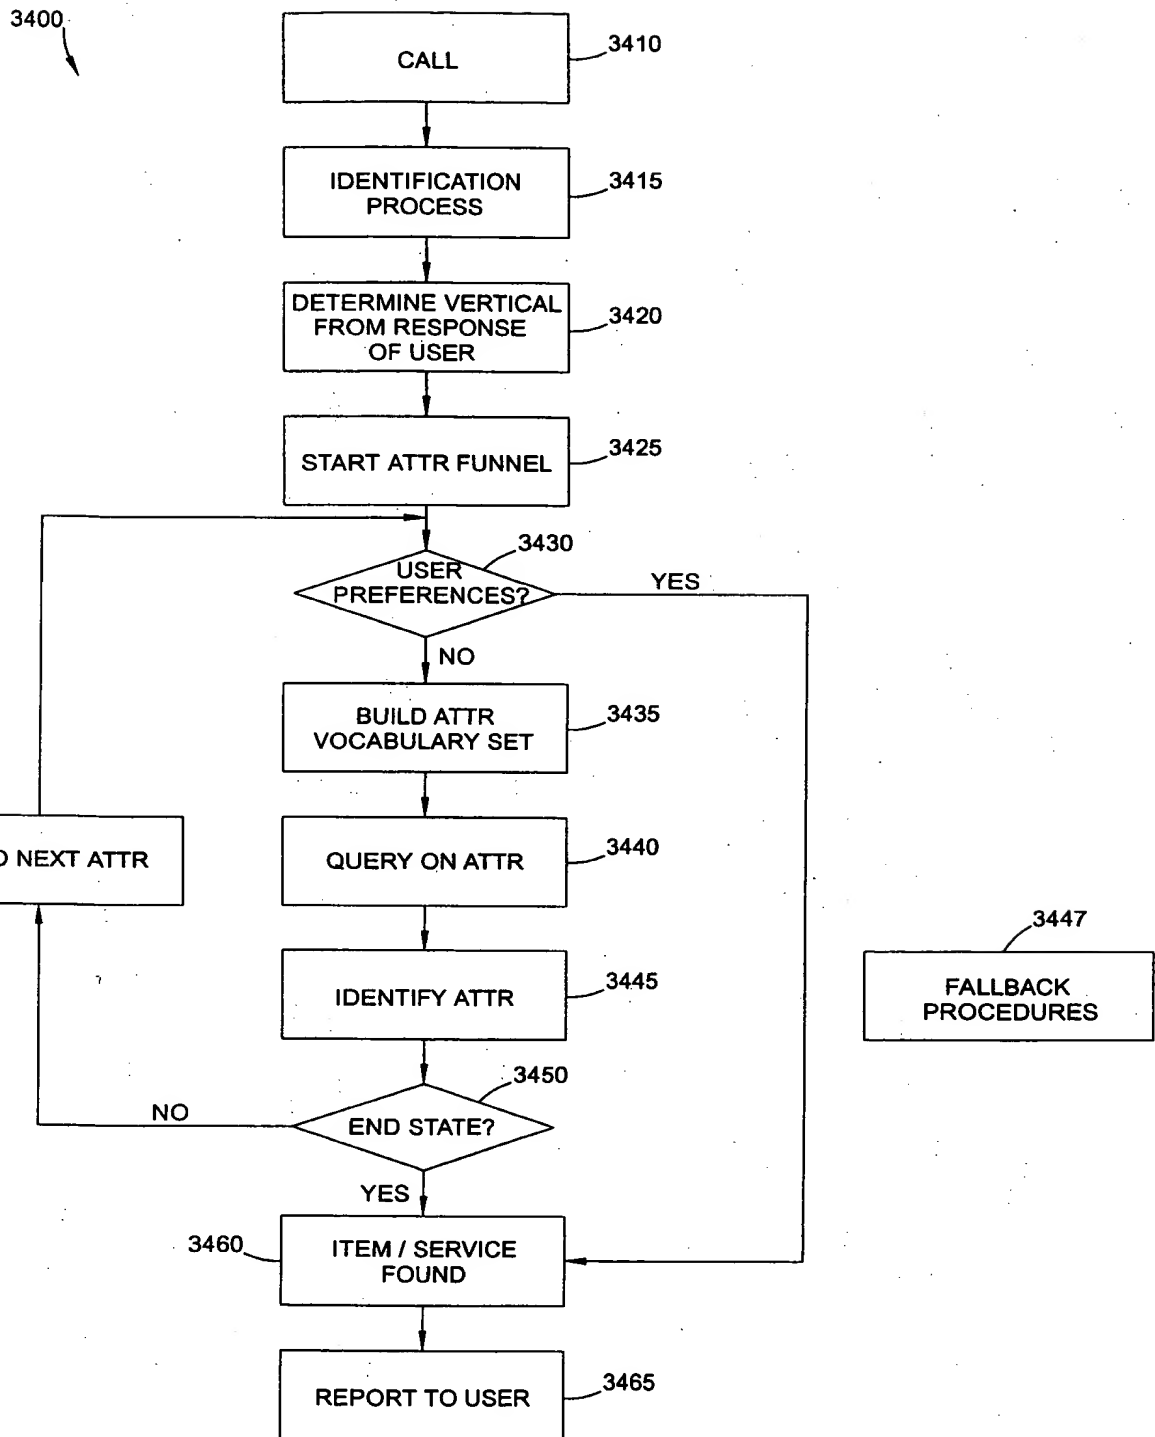 3400
CALL
3410
IDENTIFICATION
PROCESS
3415
DETERMINE VERTICAL
FROM RESPONSE
OF USER
3420
START ATTR FUNNEL
3425
USER
PREFERENCES?
3430
YES
NO
BUILD ATTR
VOCABULARY SET
3435
NEXT ATTR
QUERY ON ATTR
3440
IDENTIFY ATTR
3445
3447
FALLBACK
PROCEDURES
END STATE?
3450
NO
YES
3460
ITEM / SERVICE
FOUND
REPORT TO USER
3465